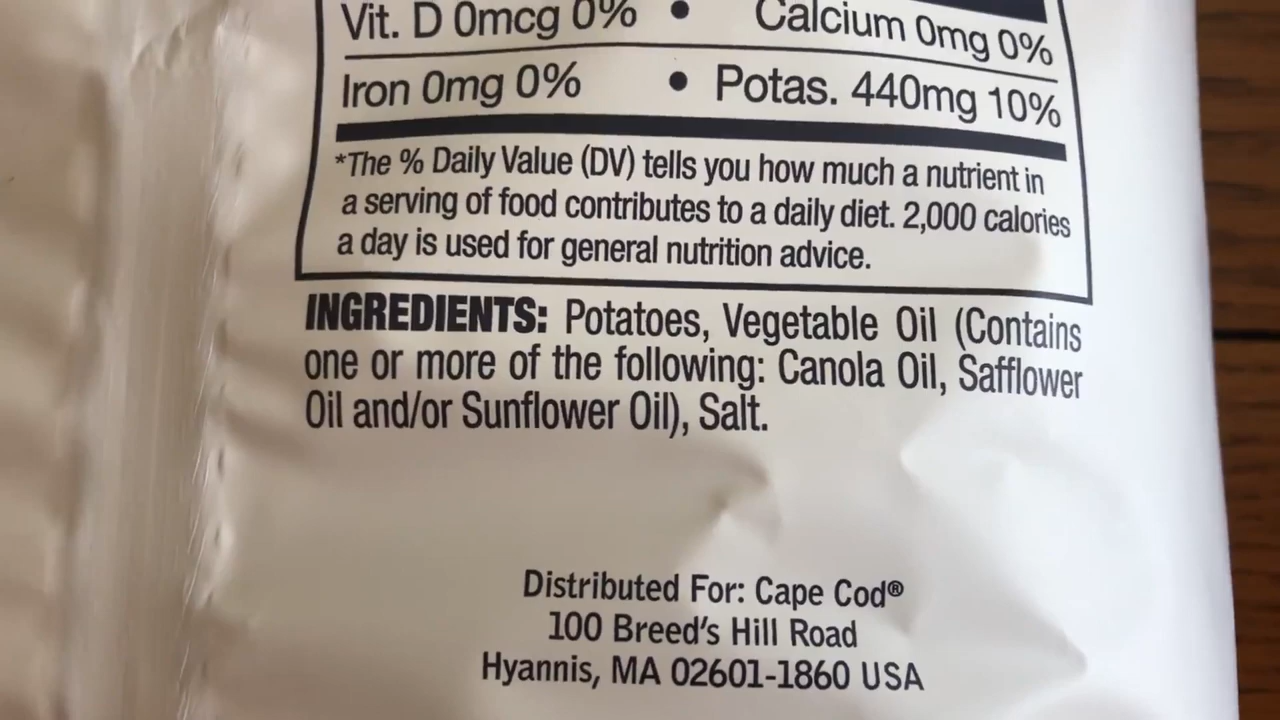 Vit. D 0mcg 0% • Calcium 0mg 0%
Iron 0mg 0% • Potas. 440mg 10%
*The % Daily Value (DV) tells you how much a nutrient in
a serving of food contributes to a daily diet. 2,000 calories
a day is used for general nutrition advice.
INGREDIENTS: Potatoes, Vegetable Oil (Contains
one or more of the following: Canola Oil, Safflower
Oil and/or Sunflower Oil), Salt.
Distributed For: Cape Cod®
100 Breed's Hill Road
Hyannis, MA 02601-1860 USA